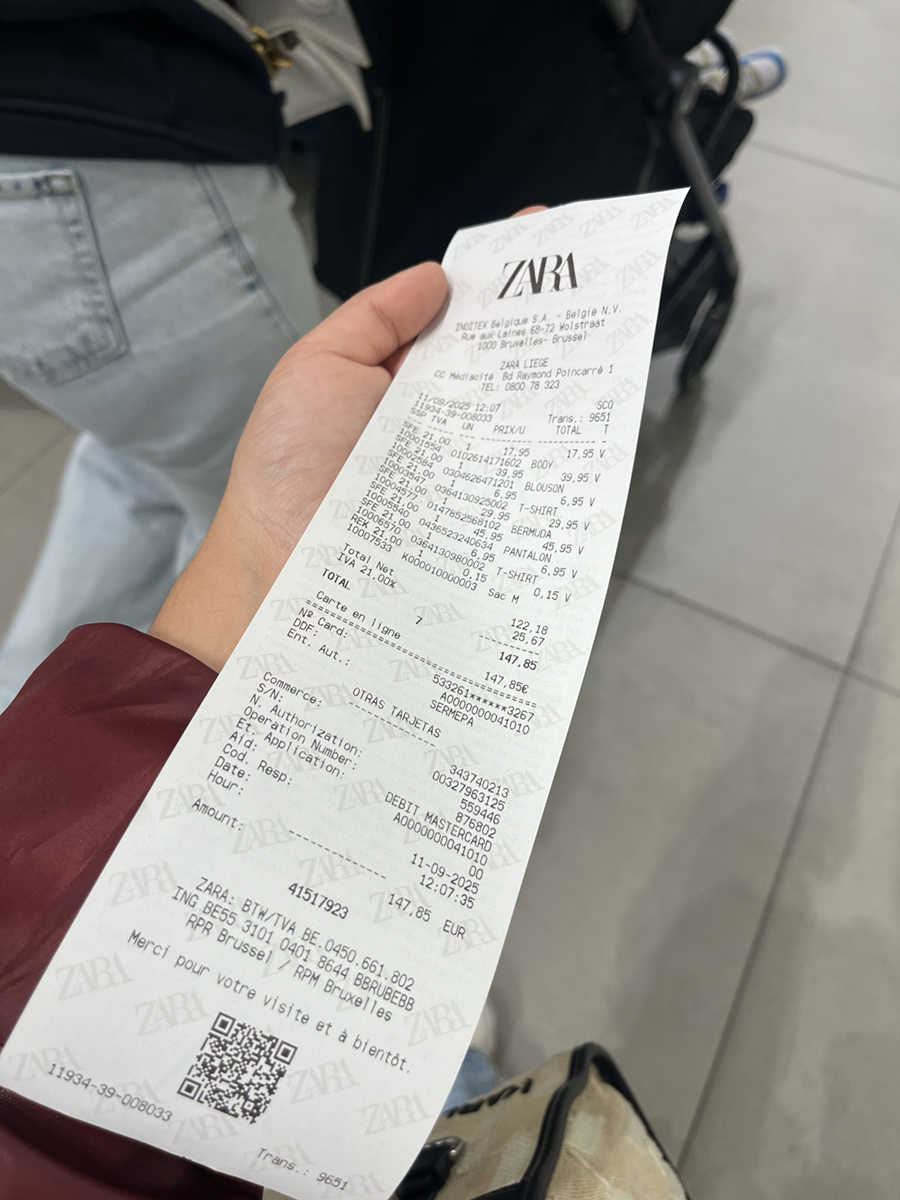 ZARA
INDITEX Belgique S.A. - België N.V.
Rue aux Laines 68-72 Wolstraat
1000 Bruxelles- Brussel
ZARA LIEGE
CC Médiacité Bd Raymond Poincarré 1
TEL: 0800 78 323
11/09/2025 12:07 SCO
11934-39-008033 Trans.: 9651
SSP TVA UN PRIX/U TOTAL T
SFE 21,00 1 17,95 17,95 V
10001554 0102614171602 BODY
SFE 21,00 1 39,95 39,95 V
10002584 0304626471201 BLOUSON
SFE 21,00 1 6,95 6,95 V
10003547 0364130925002 T-SHIRT
SFE 21,00 1 29,95 29,95 V
10004577 0147852568102 BERMUDA
SFE 21,00 1 45,95 45,95 V
10005540 0436523240634 PANTALON
SFE 21,00 1 6,95 6,95 V
10006570 0364130980002 T-SHIRT
REK 21,00 1 0,15 0,15 V
10007533 K000010000003 Sac M
Total Net 122,18
IVA 21.00% 25,67
TOTAL 7 147,85
Carte en ligne 147,85€
Nº Card: 533261******3267
DDF: A0000000041010
Ent. Aut.: SERMEPA
OTRAS TARJETAS
Commerce: 343740213
S/N: 00327963125
N. Authorization: 559446
Operation Number: 876802
Et. Application: DEBIT MASTERCARD
Aid: A0000000041010
Cod. Resp: 00
Date: 11-09-2025
Hour: 12:07:35
Amount: 147,85 EUR
41517923
ZARA: BTW/TVA BE.0450.661.802
ING BE55 3101 0401 8644 BBRUBEBB
RPR Brussel / RPM Bruxelles
Merci pour votre visite et à bientôt.
11934-39-008033 Trans.: 9651